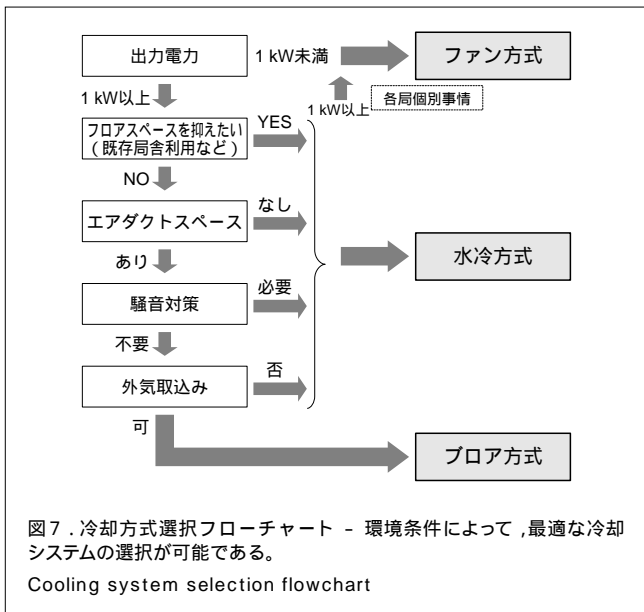 出力電力
1 kW未満
ファン方式
各局個別事情
1 kW以上
1 kW以上
フロアスペースを抑えたい
（既存局舎利用など）
YES
NO
エアダクトスペース
なし
水冷方式
あり
騒音対策
必要
不要
外気取込み
否
可
ブロア方式
図7．冷却方式選択フローチャート － 環境条件によって，最適な冷却
システムの選択が可能である。
Cooling system selection flowchart